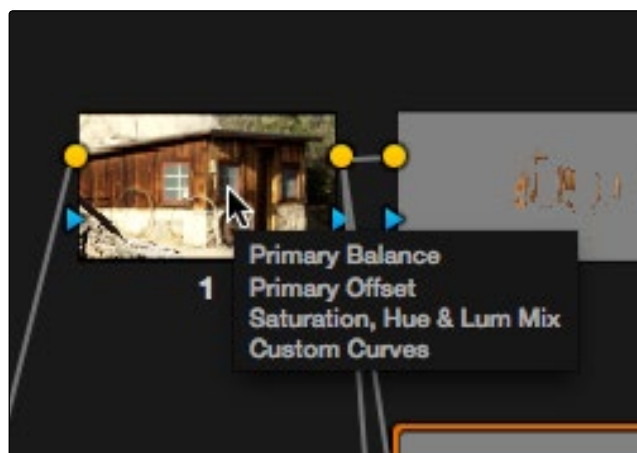 1
Primary Balance
Primary Offset
Saturation, Hue & Lum Mix
Custom Curves